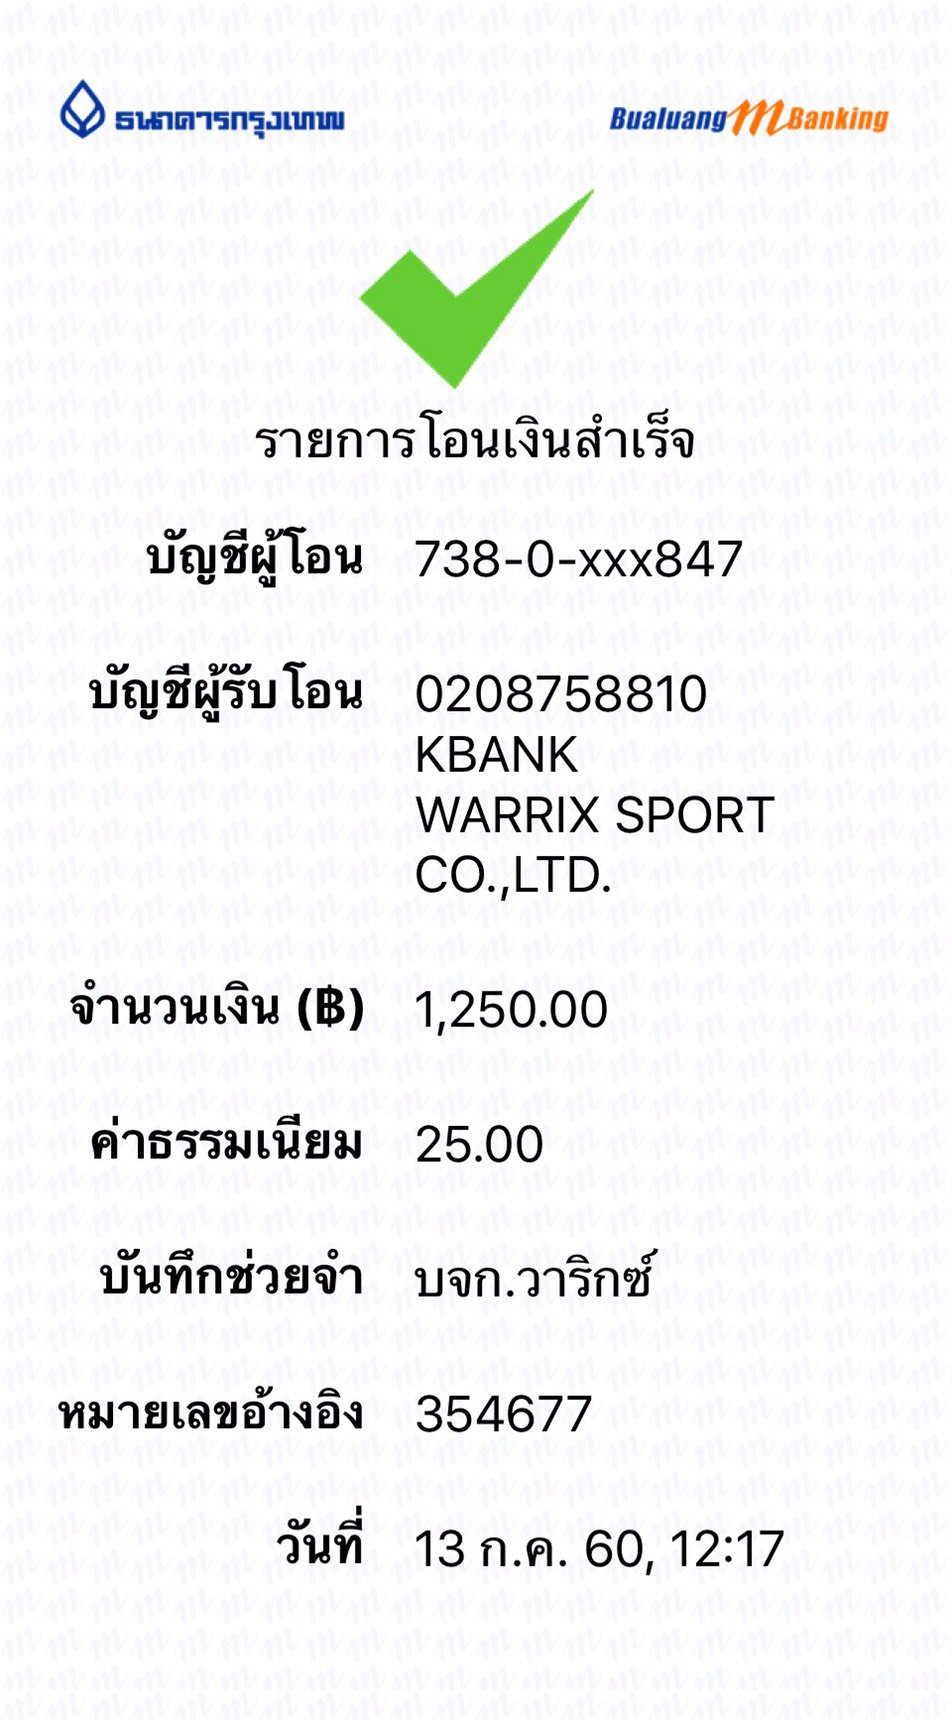 ธนาคารกรุงเทพ
Bualuang mBanking
รายการโอนเงินสำเร็จ
บัญชีผู้โอน 738-0-xxx847
บัญชีผู้รับโอน 0208758810
KBANK
WARRIX SPORT
CO.,LTD.
จำนวนเงิน (฿) 1,250.00
ค่าธรรมเนียม 25.00
บันทึกช่วยจำ บจก.วาริกซ์
หมายเลขอ้างอิง 354677
วันที่ 13 ก.ค. 60, 12:17